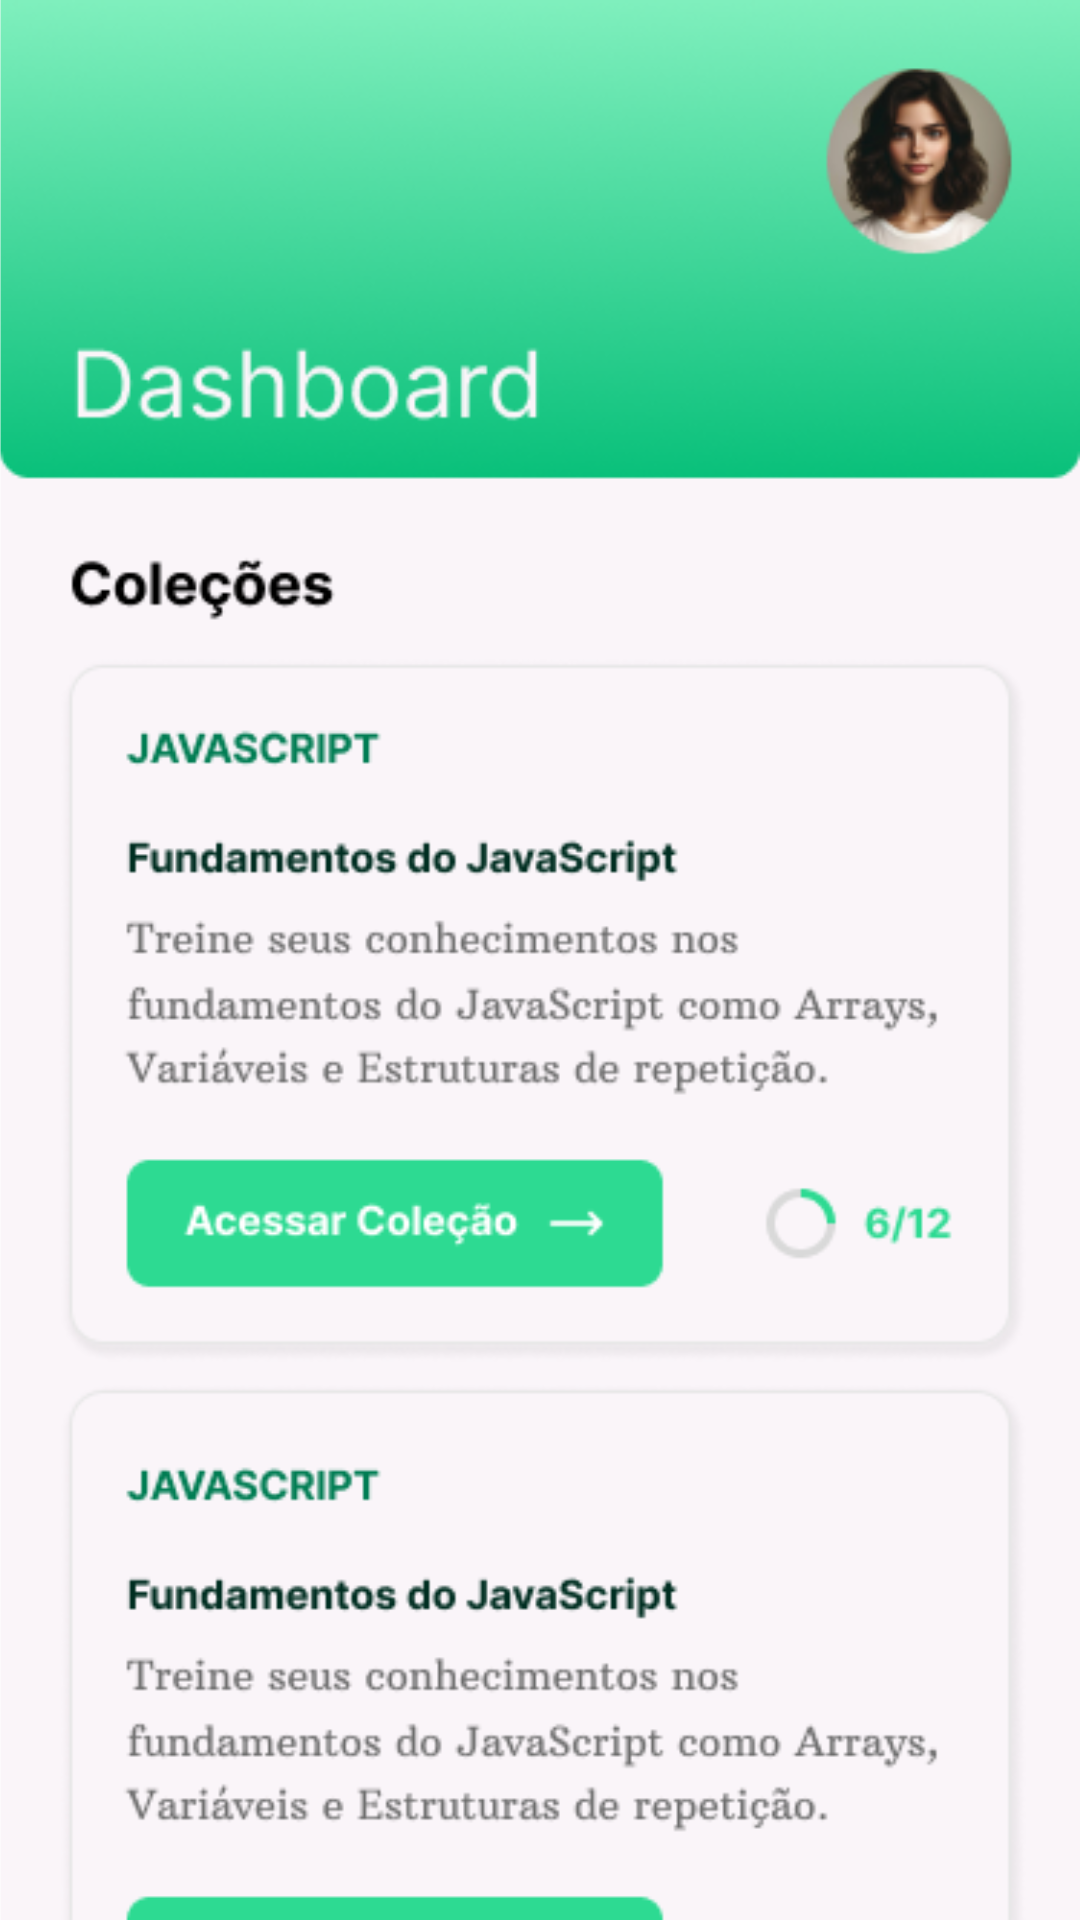 Dashboard
Coleções
JAVASCRIPT
Fundamentos do JavaScript
Treine seus conhecimentos nos
fundamentos do JavaScript como Arrays,
Variáveis e Estruturas de repetição.
Acessar Coleção → 6/12
JAVASCRIPT
Fundamentos do JavaScript
Treine seus conhecimentos nos
fundamentos do JavaScript como Arrays,
Variáveis e Estruturas de repetição.